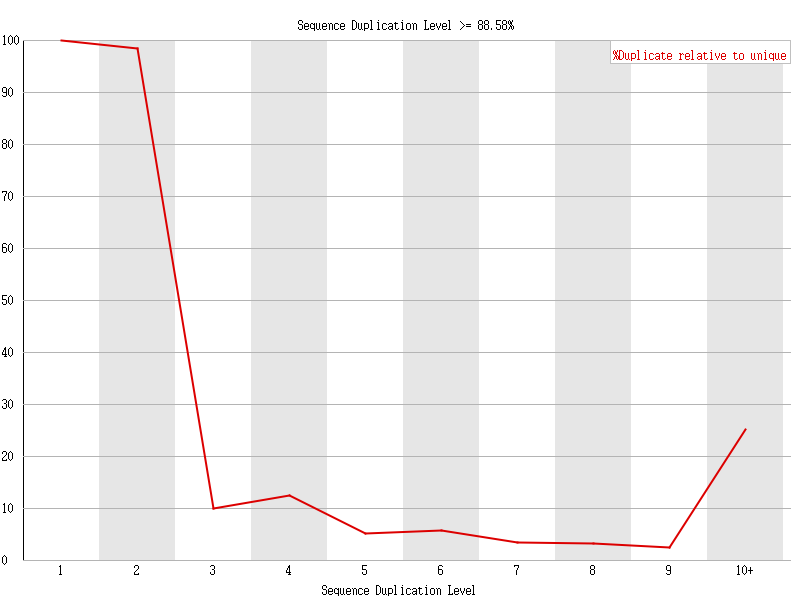 Sequence Duplication Level >= 88.58%
%Duplicate relative to unique
100
90
80
70
60
50
40
30
20
10
0
1 2 3 4 5 6 7 8 9 10+
Sequence Duplication Level